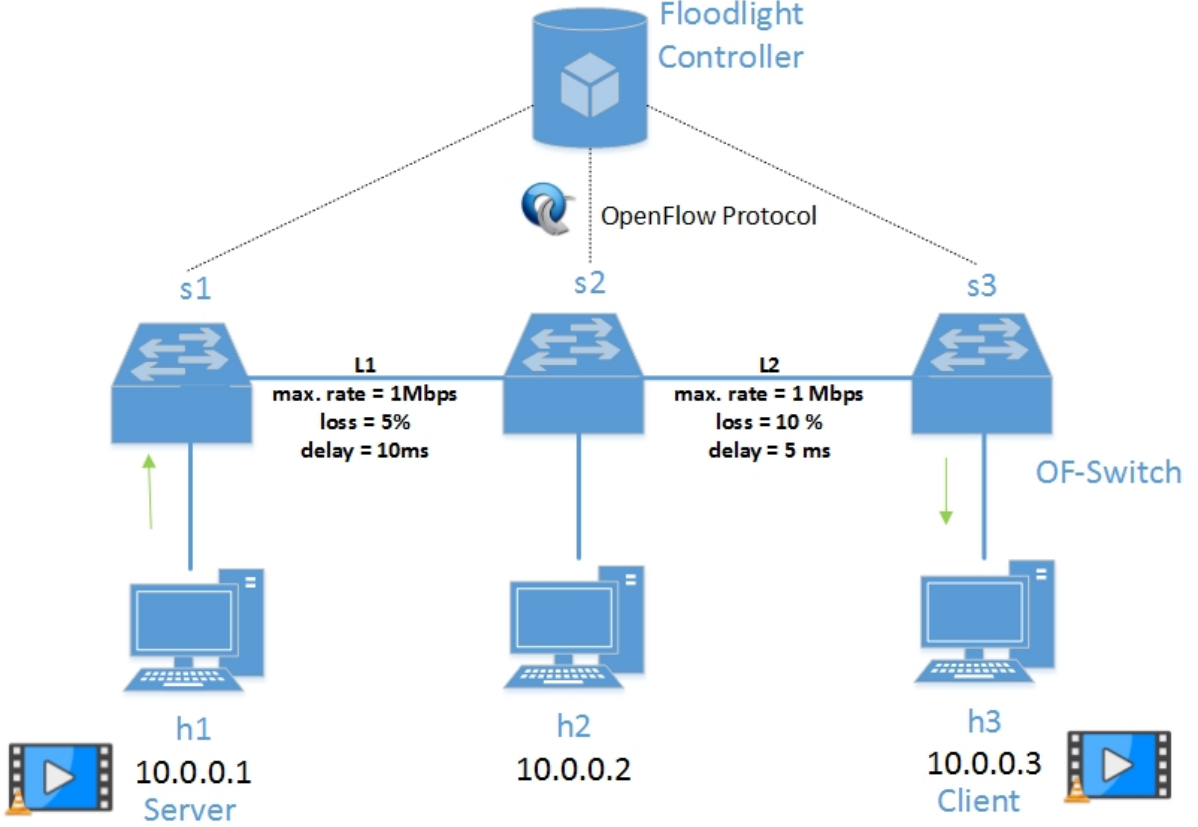 Floodlight
Controller
OpenFlow Protocol
s1
s2
s3
L1
max. rate = 1Mbps
loss = 5%
delay = 10ms
L2
max. rate = 1 Mbps
loss = 10 %
delay = 5 ms
OF-Switch
h1
10.0.0.1
Server
h2
10.0.0.2
h3
10.0.0.3
Client